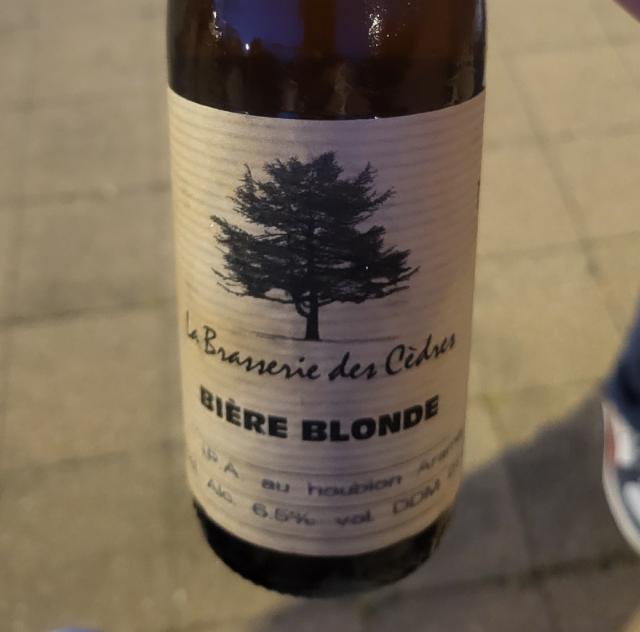 La Brasserie des Cèdres
BIÈRE BLONDE
I.P.A au houblon
Alc. 6.5% vol. DDM